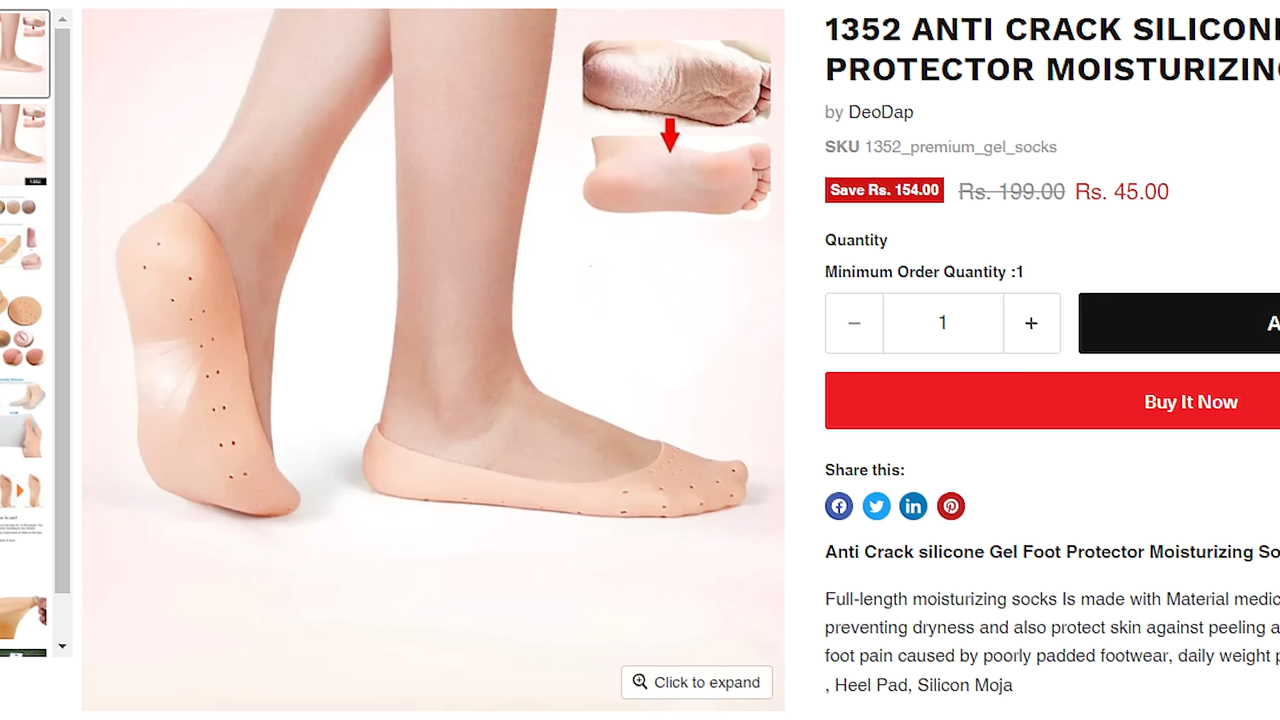 1352 ANTI CRACK SILICON
PROTECTOR MOISTURIZIN
by DeoDap
SKU 1352_premium_gel_socks
Save Rs. 154.00 Rs. 199.00 Rs. 45.00
Quantity
Minimum Order Quantity :1
− 1 +
A
Buy It Now
Share this:
Anti Crack silicone Gel Foot Protector Moisturizing So
Full-length moisturizing socks Is made with Material medic
preventing dryness and also protect skin against peeling a
foot pain caused by poorly padded footwear, daily weight p
, Heel Pad, Silicon Moja
Click to expand